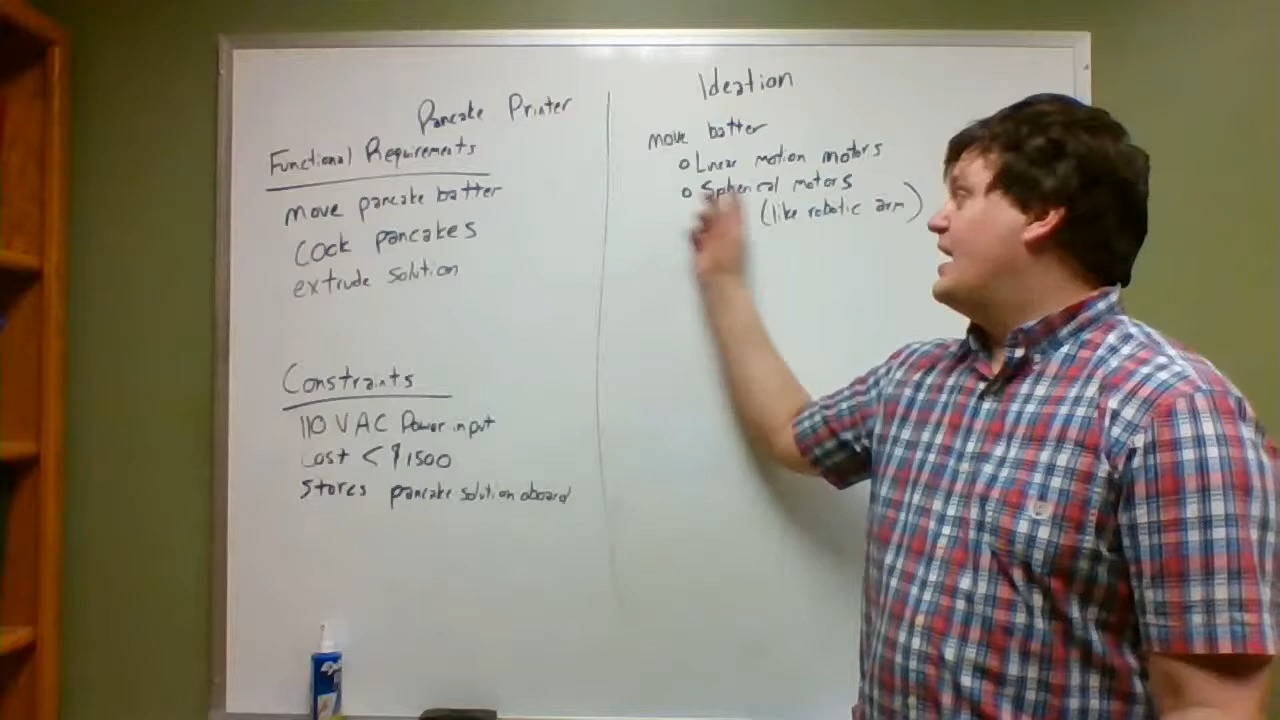 Pancake Printer
Functional Requirements
move pancake batter
Cook pancakes
extrude solution
Constraints
110 VAC Power input
Cost < $1500
Stores pancake solution aboard
Ideation
move batter
o Linear motion motors
o Spherical motors
(like robotic arm)